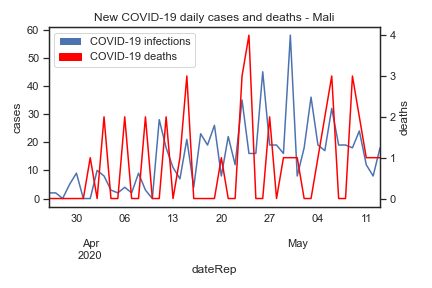 New COVID-19 daily cases and deaths - Mali
COVID-19 infections
COVID-19 deaths
cases
60
50
40
30
20
10
0
deaths
4
3
2
1
0
30 06 13 20 27 04 11
Apr May
2020
dateRep